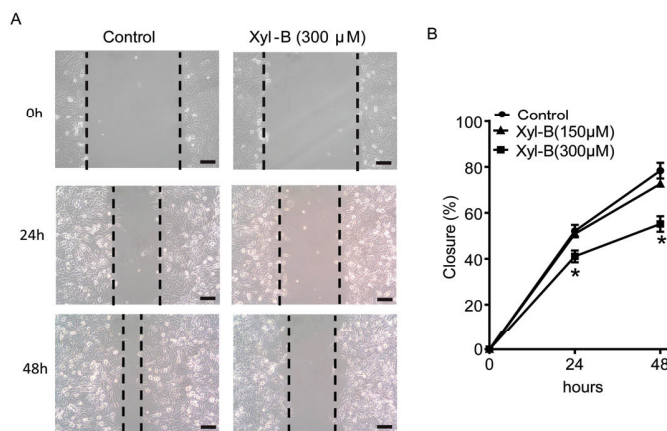 A
Control
Xyl-B (300 μM)
0h
24h
48h
B
Control
Xyl-B(150μM)
Xyl-B(300μM)
100
80
60
40
20
0
Closure (%)
*
*
0
24
48
hours